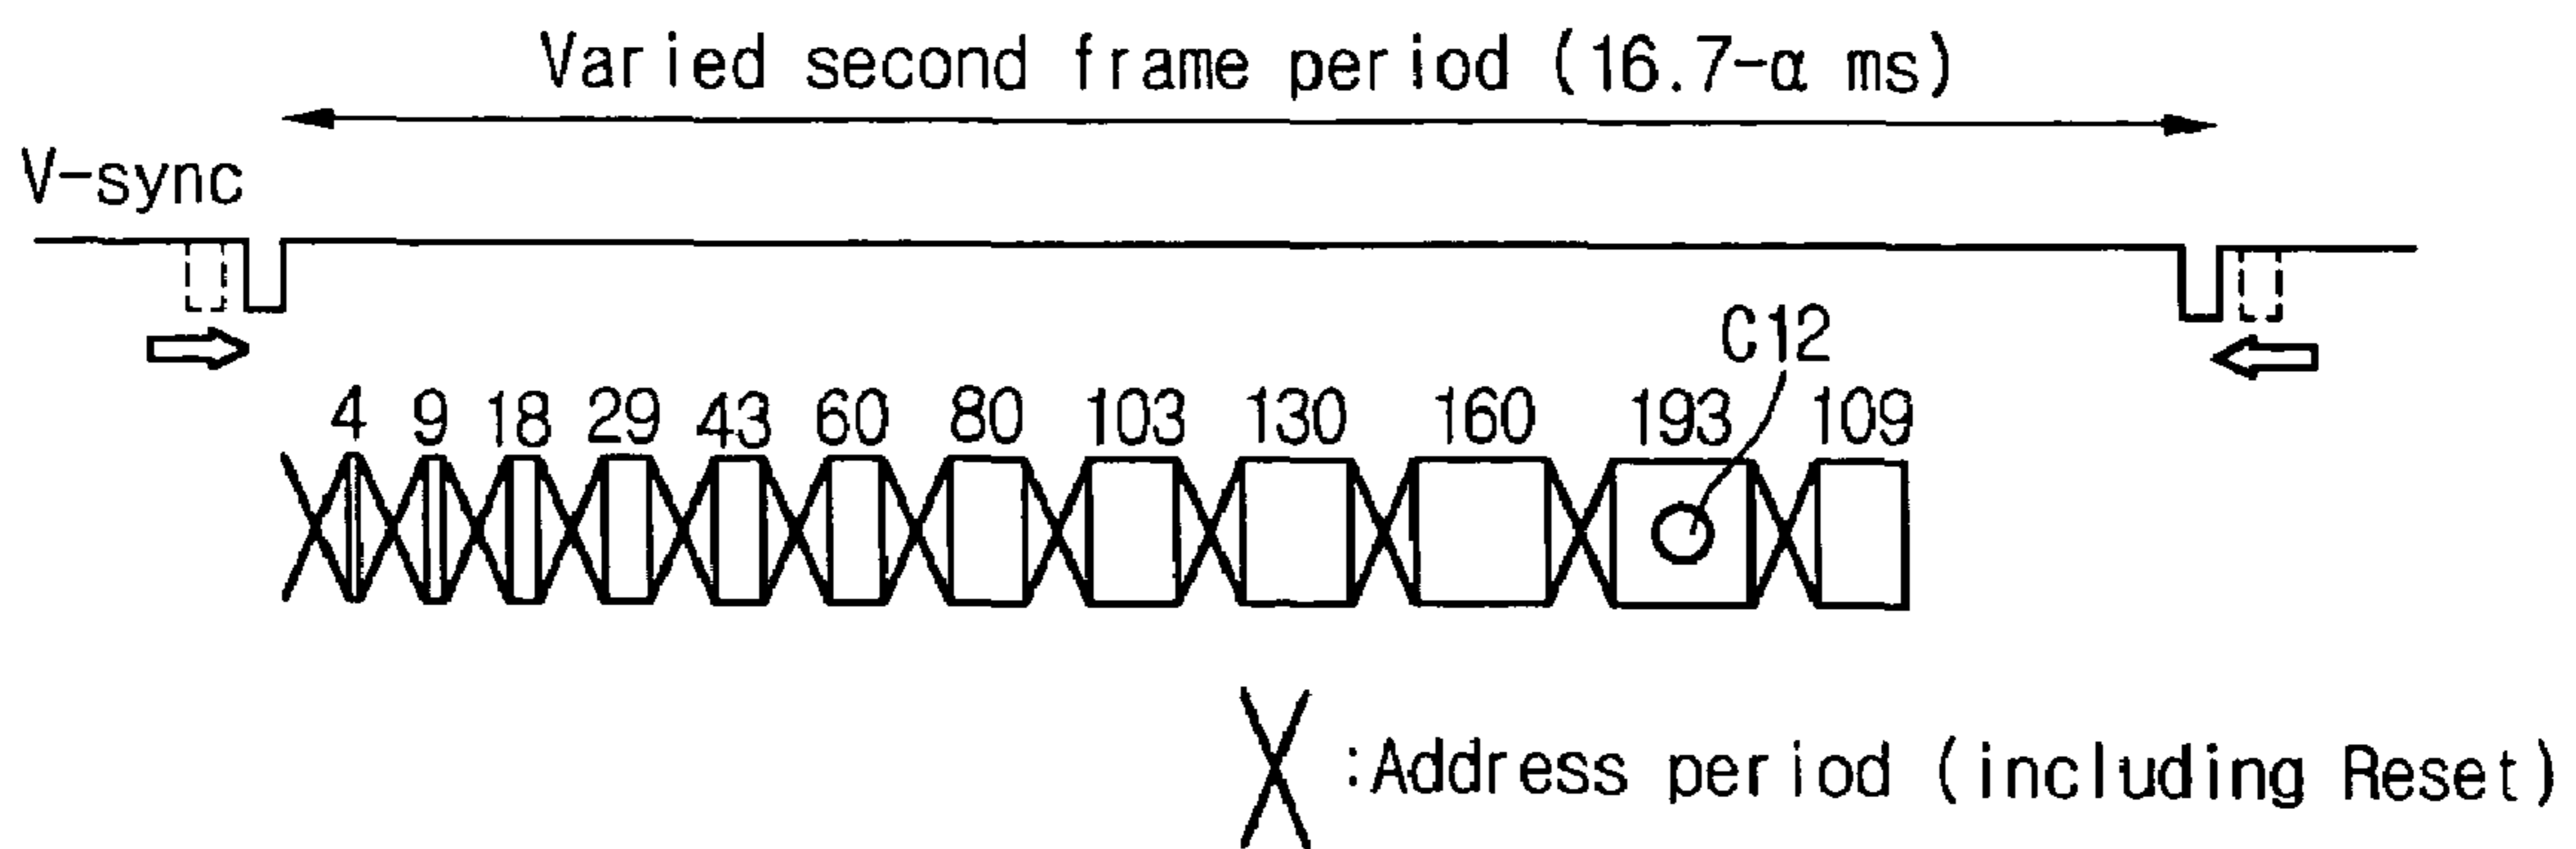 Varied second frame period (16.7-α ms)
V-sync
C12
4 9 18 29 43 60 80 103 130 160 193 109
:Address period (including Reset)